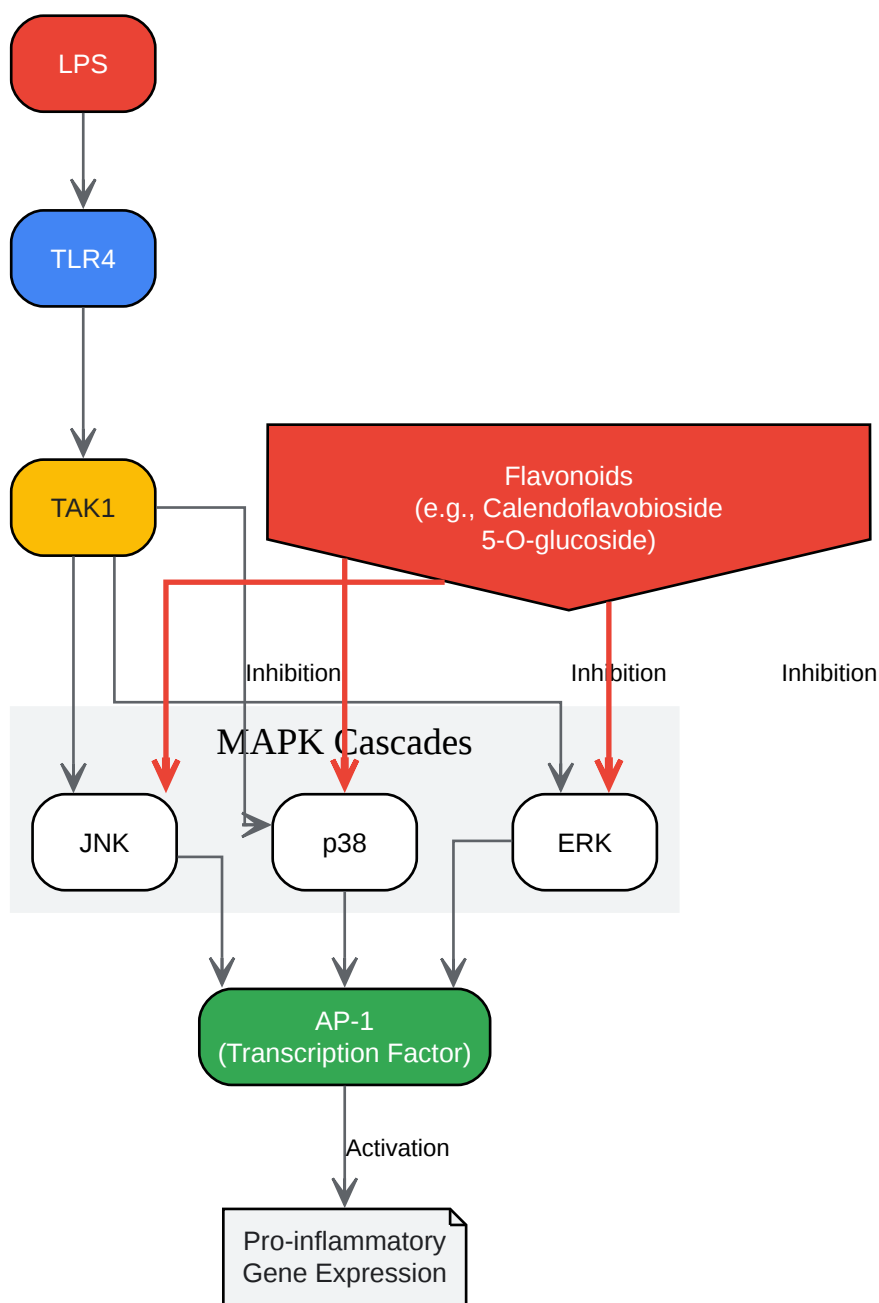 LPS
TLR4
TAK1
Flavonoids
(e.g., Calendoflavobioside
5-O-glucoside)
Inhibition
Inhibition
Inhibition
MAPK Cascades
JNK
p38
ERK
AP-1
(Transcription Factor)
Activation
Pro-inflammatory
Gene Expression